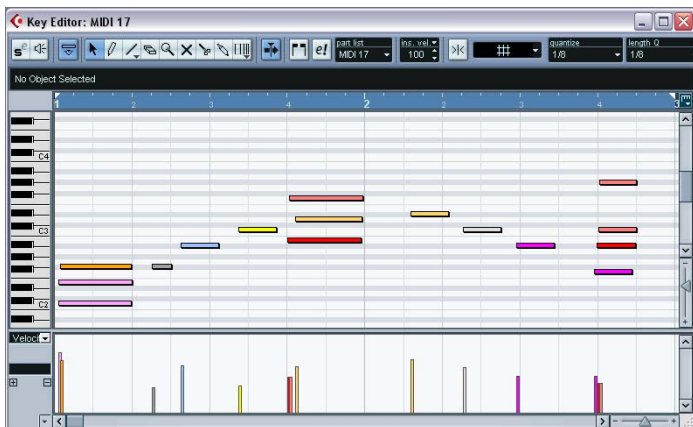 Key Editor: MIDI 17
part list
MIDI 17
ins. vel.
100
quantize
1/8
length Q
1/8
No Object Selected
1 2 3 4 2 2 3 4 3
C4
C3
C2
Veloci